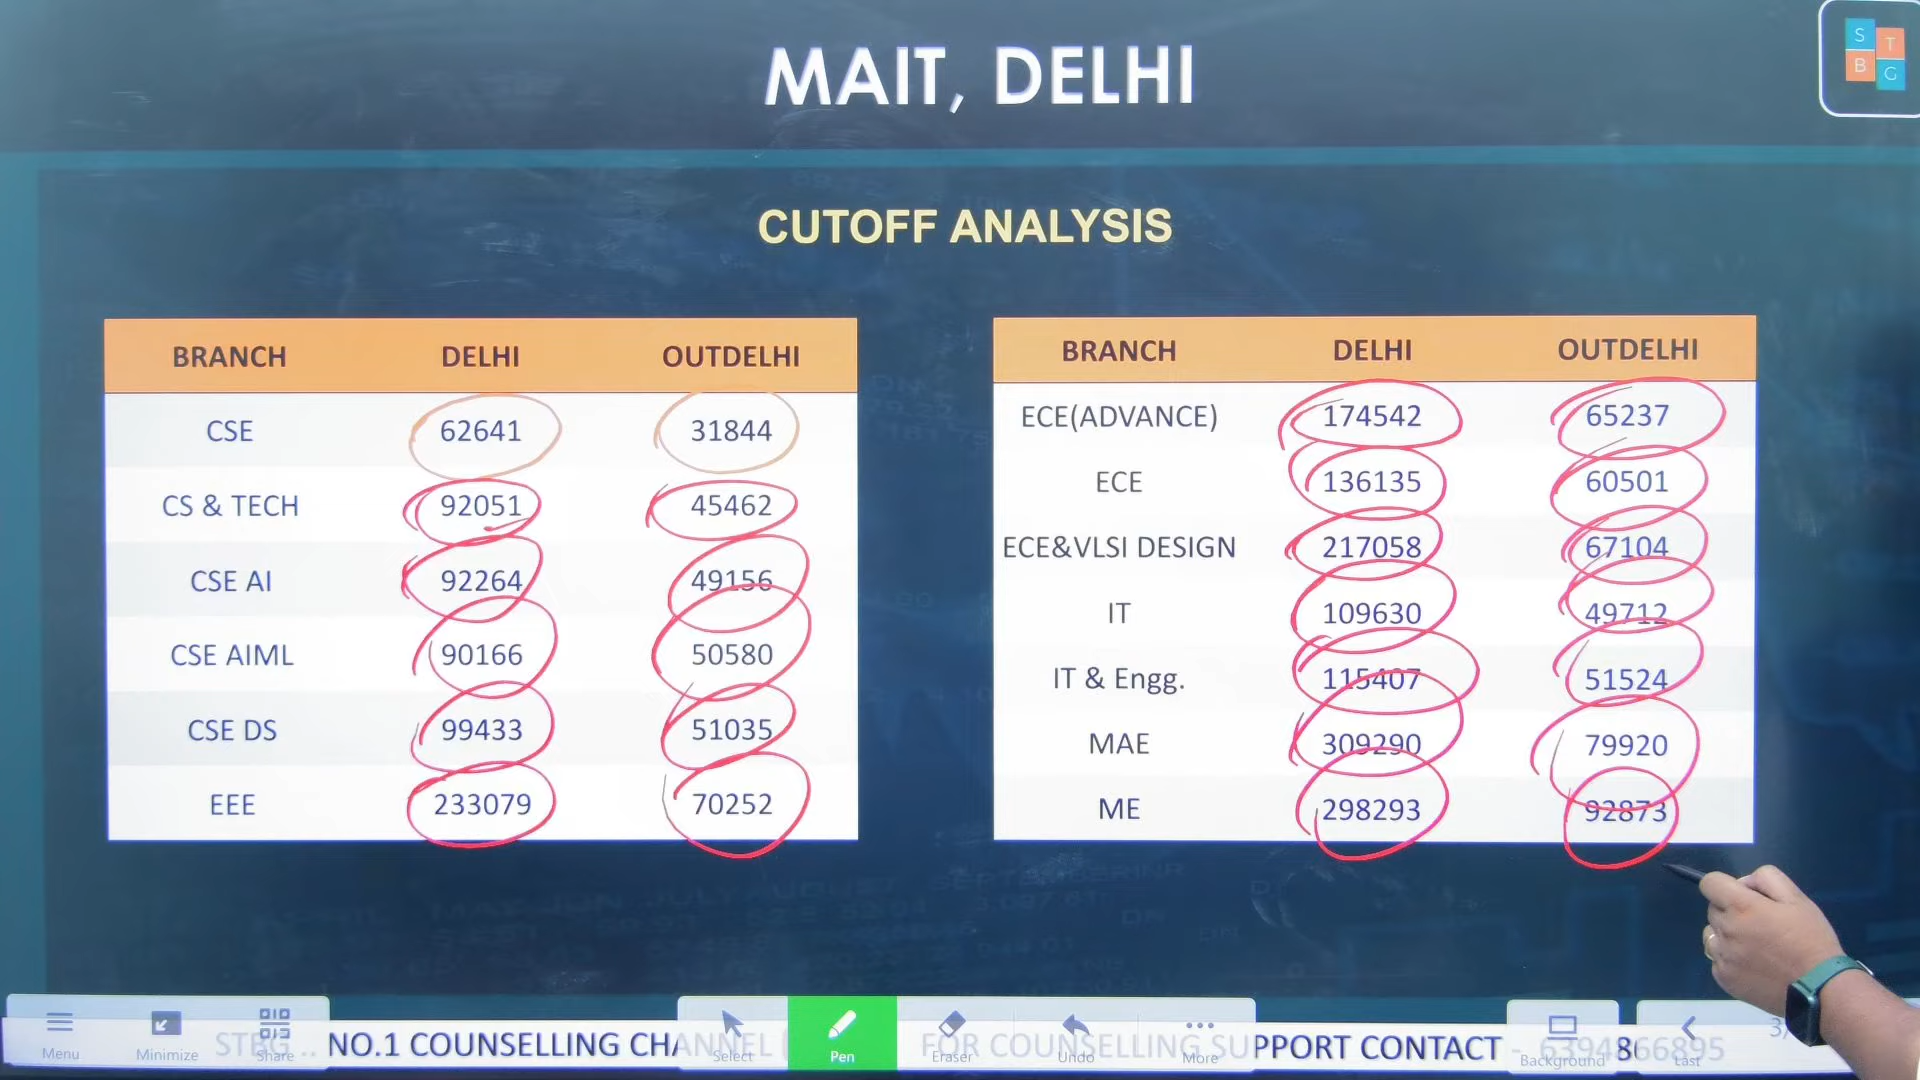 MAIT, DELHI
S T
B G
CUTOFF ANALYSIS
BRANCH DELHI OUTDELHI
CSE 62641 31844
CS & TECH 92051 45462
CSE AI 92264 49156
CSE AIML 90166 50580
CSE DS 99433 51035
EEE 233079 70252
BRANCH DELHI OUTDELHI
ECE(ADVANCE) 174542 65237
ECE 136135 60501
ECE&VLSI DESIGN 217058 67104
IT 109630 49712
IT & Engg. 115407 51524
MAE 309290 79920
ME 298293 92873
STBG .. NO.1 COUNSELLING CHANNEL FOR COUNSELLING SUPPORT CONTACT -
Menu Minimize Share Select Pen Eraser Undo More Background Last